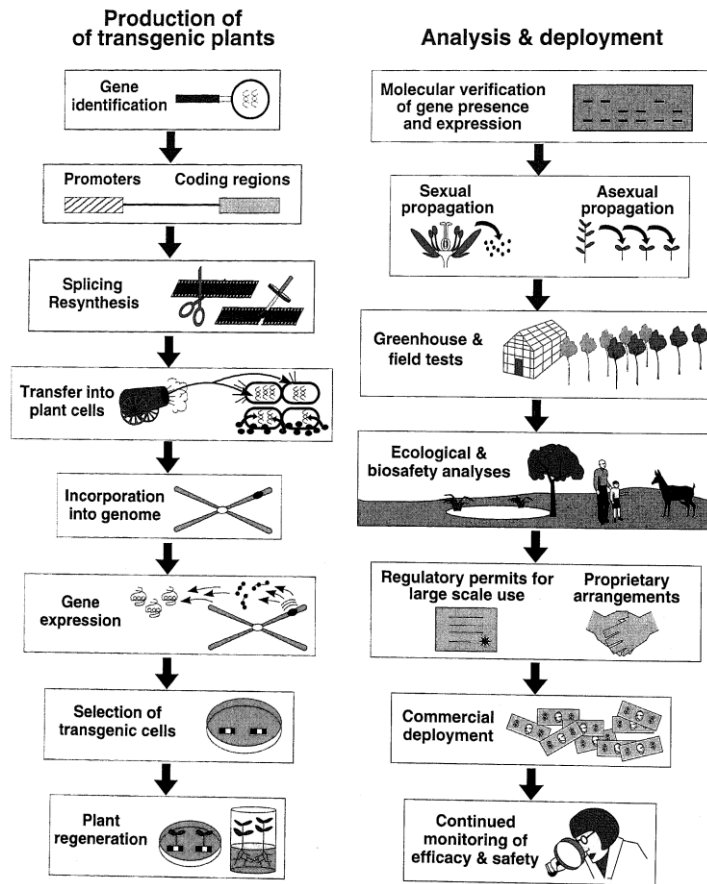 Production of
of transgenic plants
Gene
identification
Promoters
Coding regions
Splicing
Resynthesis
Transfer into
plant cells
Incorporation
into genome
Gene
expression
Selection of
transgenic cells
Plant
regeneration
Analysis & deployment
Molecular verification
of gene presence
and expression
Sexual
propagation
Asexual
propagation
Greenhouse &
field tests
Ecological &
biosafety analyses
Regulatory permits for
large scale use
Proprietary
arrangements
Commercial
deployment
Continued
monitoring of
efficacy & safety